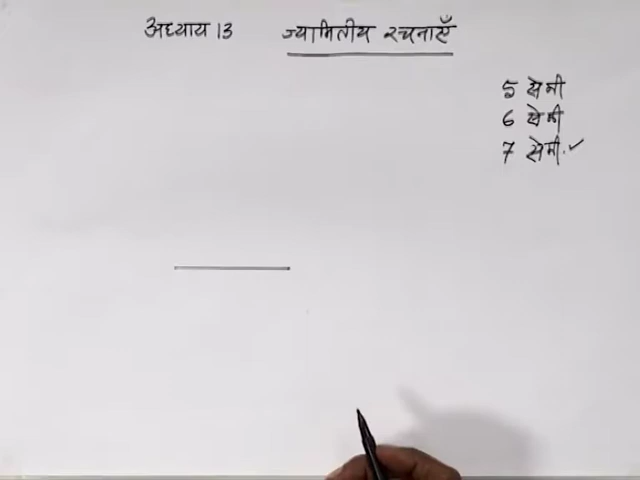 अध्याय 13 ज्यामितीय रचनाएँ
5 सेमी
6 सेमी
7 सेमी.✓